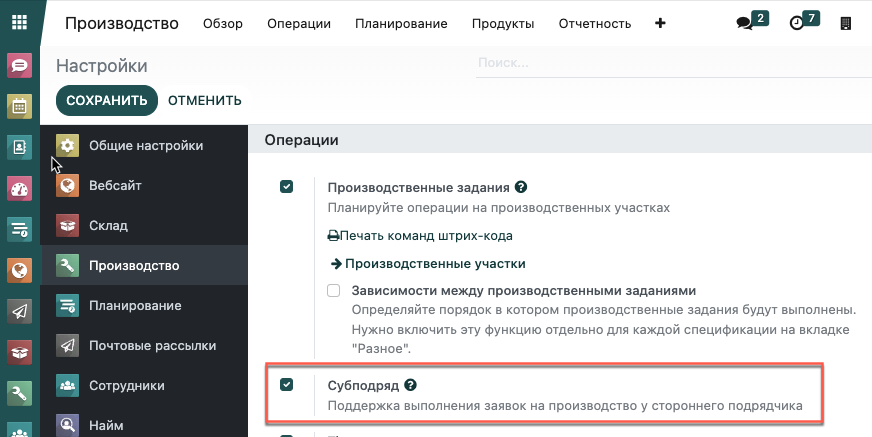 Производство Обзор Операции Планирование Продукты Отчетность + 2 7
Настройки Поиск...
СОХРАНИТЬ ОТМЕНИТЬ
Общие настройки
Вебсайт
Склад
Производство
Планирование
Почтовые рассылки
Сотрудники
Найм
Операции
Производственные задания ?
Планируйте операции на производственных участках
Печать команд штрих-кода
Производственные участки
Зависимости между производственными заданиями
Определяйте порядок в котором производственные задания будут выполнены.
Нужно включить эту функцию отдельно для каждой спецификации на вкладке
"Разное".
Субподряд ?
Поддержка выполнения заявок на производство у стороннего подрядчика